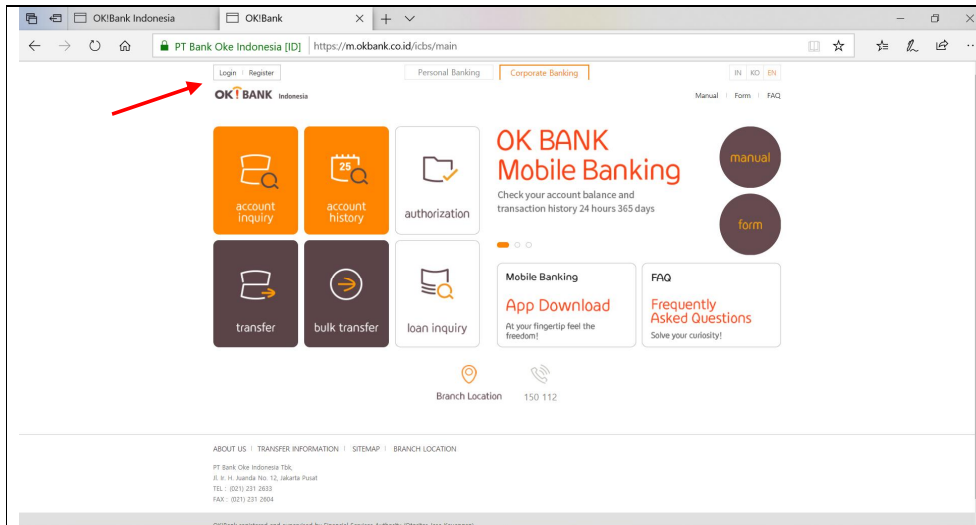 OK!Bank Indonesia
OK!Bank
PT Bank Oke Indonesia [ID]
https://m.okbank.co.id/icbs/main
Login
Register
Personal Banking
Corporate Banking
IN KO EN
OK! BANK Indonesia
Manual
Form
FAQ
account
inquiry
25
account
history
authorization
OK BANK
Mobile Banking
Check your account balance and
transaction history 24 hours 365
days
manual
form
transfer
bulk transfer
loan inquiry
Mobile Banking
App Download
At your fingertip feel the
freedom!
FAQ
Frequently
Asked Questions
Solve your curiosity!
Branch Location
150 112
ABOUT US
TRANSFER INFORMATION
SITEMAP
BRANCH LOCATION
PT Bank Oke Indonesia Tbk,
Jl. Ir. H. Juanda No. 12, Jakarta Pusat
TEL : (021) 231 2633
FAX : (021) 231 2604